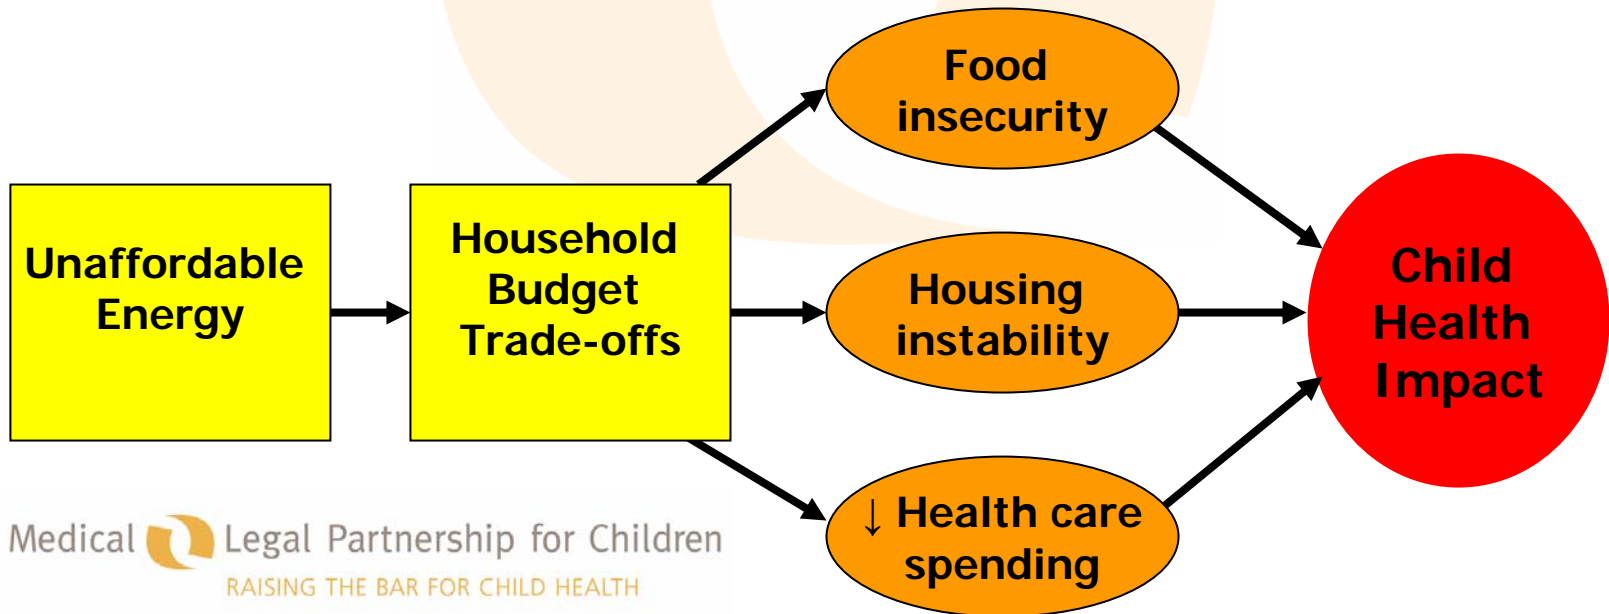 Unaffordable
Energy
Household
Budget
Trade-offs
Food
insecurity
Housing
instability
↓ Health care
spending
Child
Health
Impact
Medical Legal Partnership for Children
RAISING THE BAR FOR CHILD HEALTH